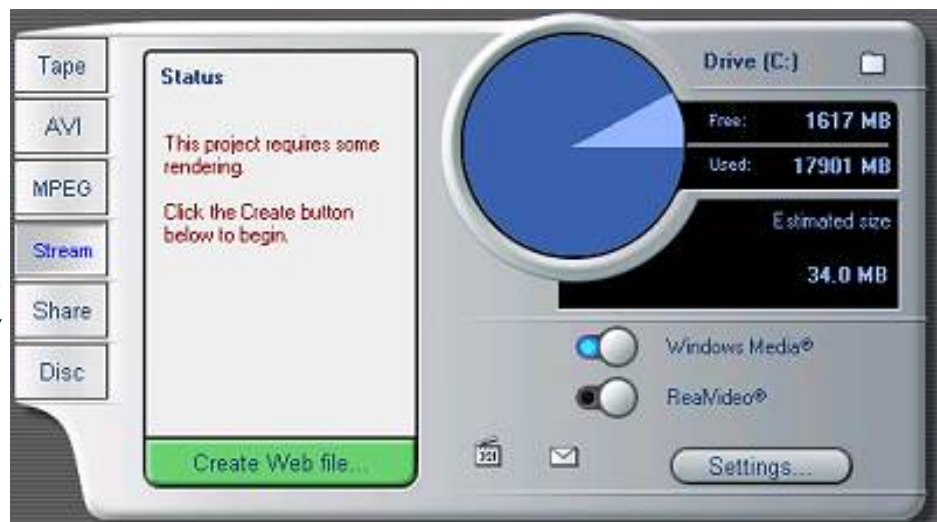 Tape
AVI
MPEG
Stream
Share
Disc
Status
This project requires some
rendering.
Click the Create button
below to begin.
Create Web file...
Drive (C:)
Free: 1617 MB
Used: 17901 MB
Estimated size
34.0 MB
Windows Media®
RealVideo®
Settings...